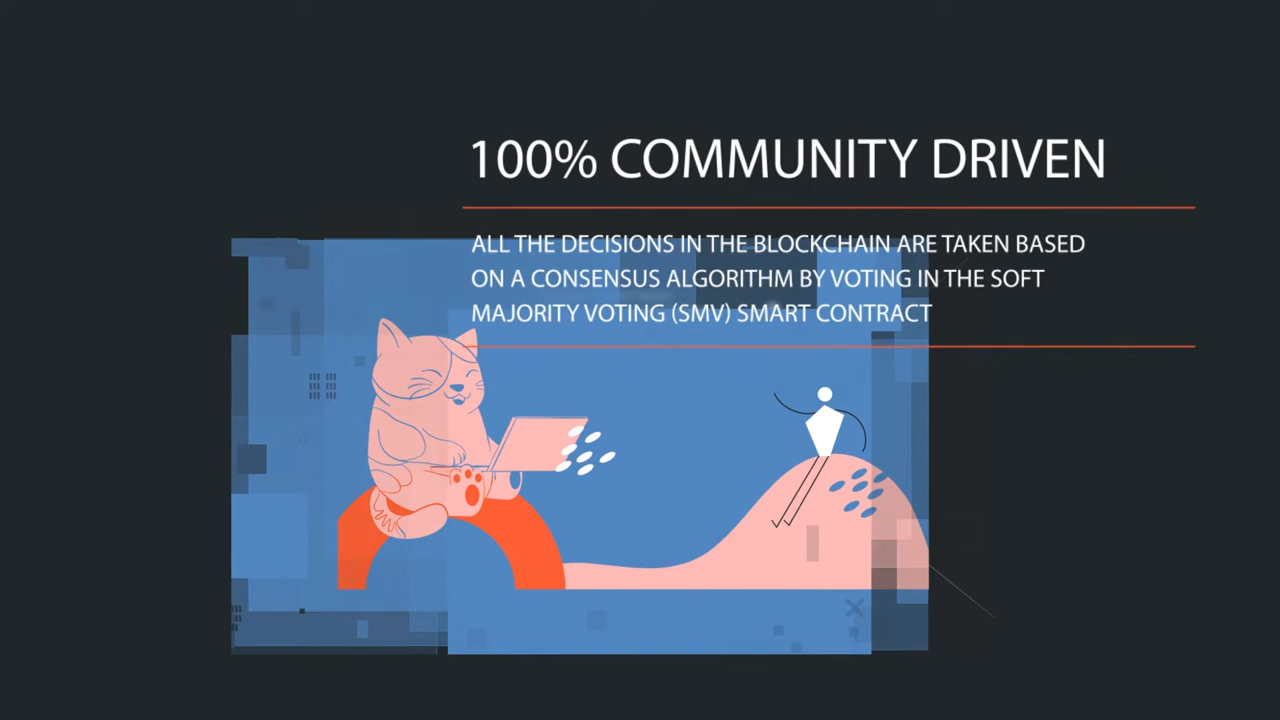 100% COMMUNITY DRIVEN
ALL THE DECISIONS IN THE BLOCKCHAIN ARE TAKEN BASED
ON A CONSENSUS ALGORITHM BY VOTING IN THE SOFT
MAJORITY VOTING (SMV) SMART CONTRACT